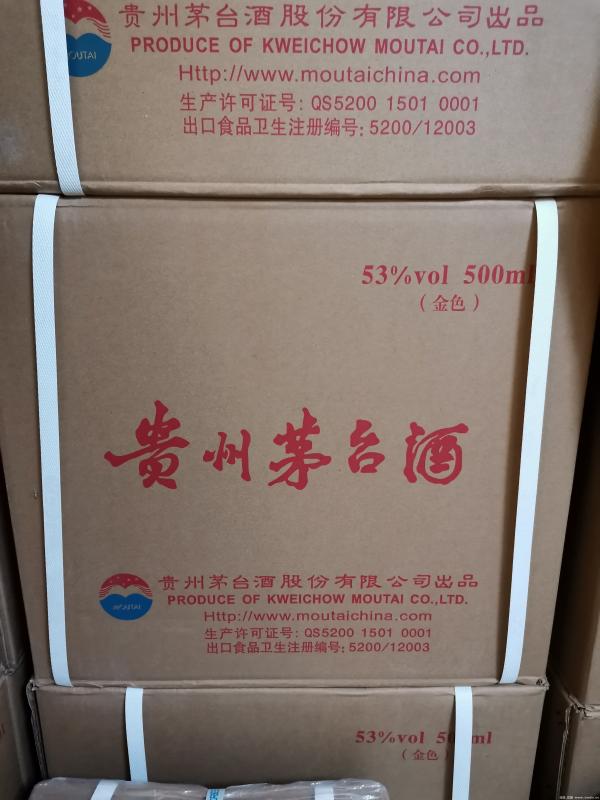 贵州茅台酒股份有限公司出品
MOUTAI
PRODUCE OF KWEICHOW MOUTAI CO.,LTD.
Http://www.moutaichina.com
生产许可证号: QS5200 1501 0001
出口食品卫生注册编号: 5200/12003
53%vol 500ml
(金色)
贵州茅台酒
贵州茅台酒股份有限公司出品
MOUTAI
PRODUCE OF KWEICHOW MOUTAI CO.,LTD.
Http://www.moutaichina.com
生产许可证号: QS5200 1501 0001
出口食品卫生注册编号: 5200/12003
53%vol 500ml
(金色)